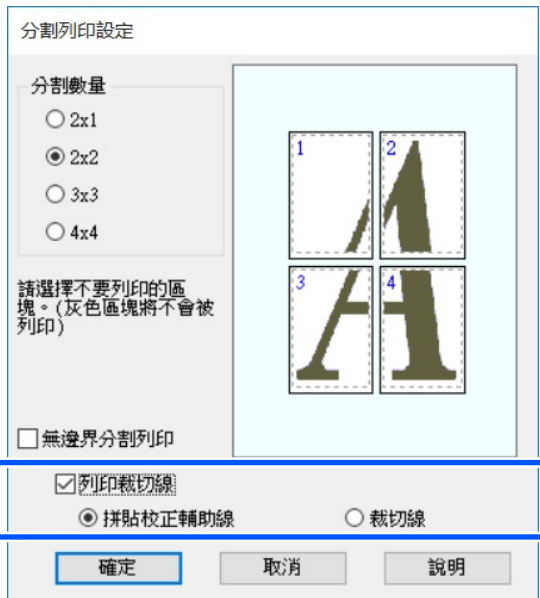 分割列印設定
分割數量
2x1
2x2
3x3
4x4
1
2
3
4
請選擇不要列印的區
塊。(灰色區塊將不會被
列印)
無邊界分割列印
列印裁切線
拼貼校正輔助線
裁切線
確定
取消
說明